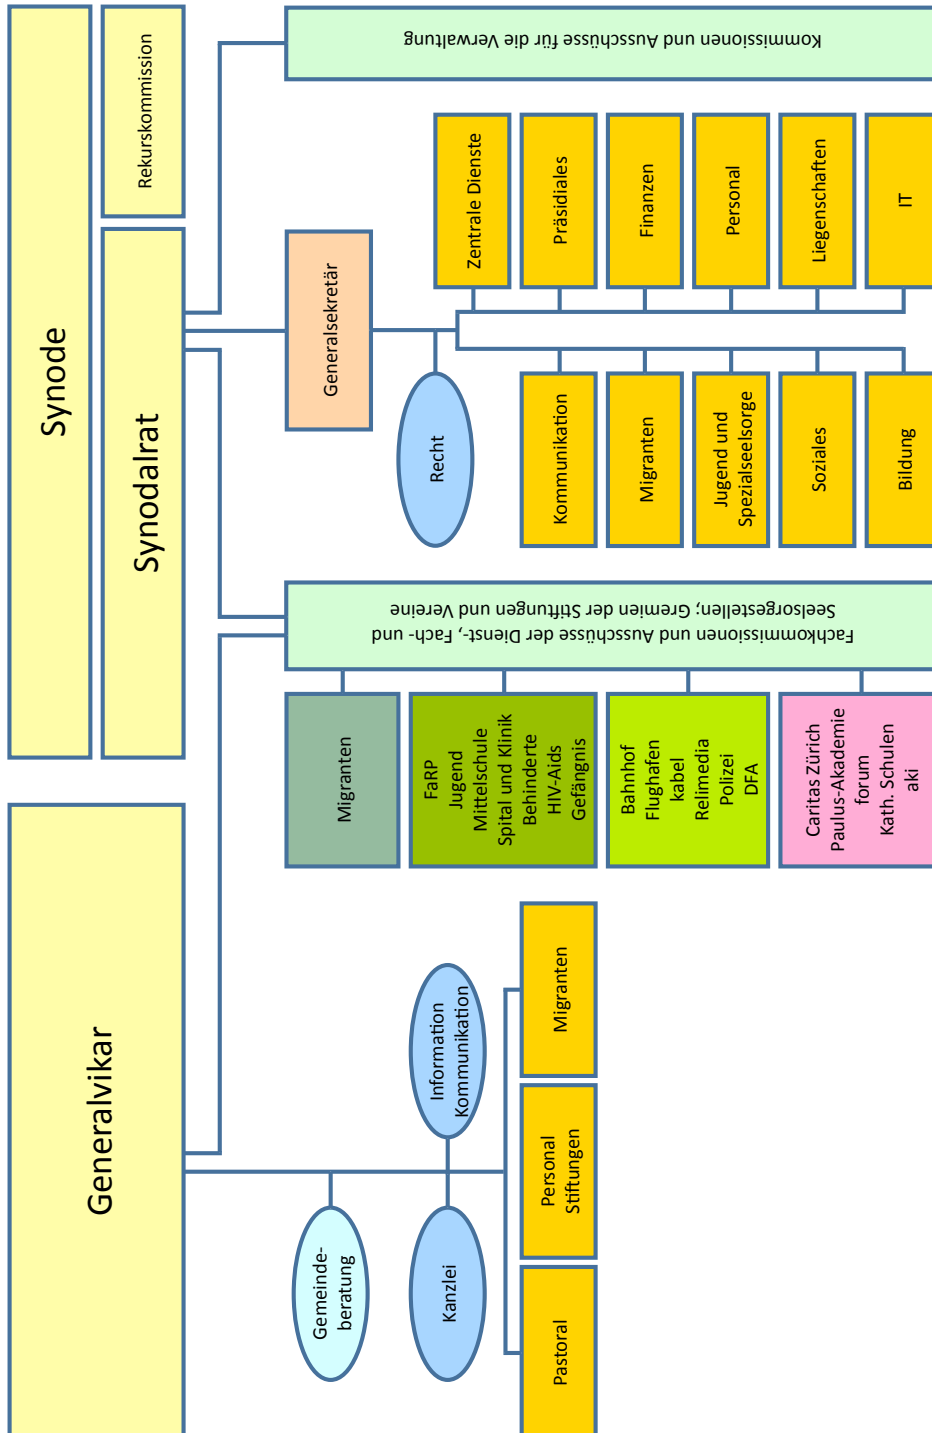 Generalvikar
Synode
Synodalrat
Rekurskommission
Gemeinde-
beratung
Kanzlei
Information
Kommunikation
Pastoral
Personal
Stiftungen
Migranten
Fachkommissionen und Ausschüsse der Dienst-, Fach- und
Seelsorgestellen; Gremien der Stiftungen und Vereine
Migranten
FaRP
Jugend
Mittelschule
Spital und Klinik
Behinderte
HIV-Aids
Gefängnis
Bahnhof
Flughafen
kabel
Relimedia
Polizei
DFA
Caritas Zürich
Paulus-Akademie
forum
Kath. Schulen
aki
Generalsekretär
Recht
Kommunikation
Migranten
Jugend und
Spezialseelsorge
Soziales
Bildung
Zentrale Dienste
Präsidiales
Finanzen
Personal
Liegenschaften
IT
Kommissionen und Ausschüsse für die Verwaltung